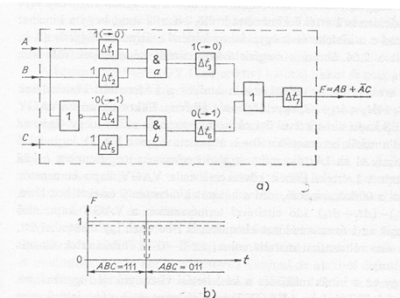 A 1(→0) Δt₁ & a 1(→0) Δt₃
B 1 Δt₂
1 Δt₇ F=AB + ĀC
1 0(→1) Δt₄ & b 0(→1) Δt₆
C 1 Δt₅
a)
F
1
0
t
ABC = 111 ABC = 011
b)